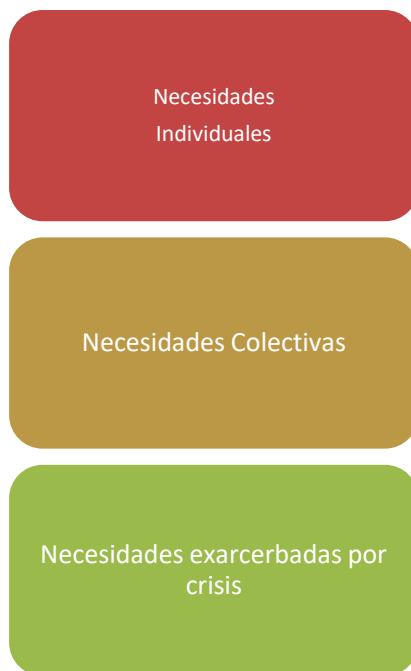 Necesidades
Individuales
Necesidades Colectivas
Necesidades exarcerbadas por
crisis